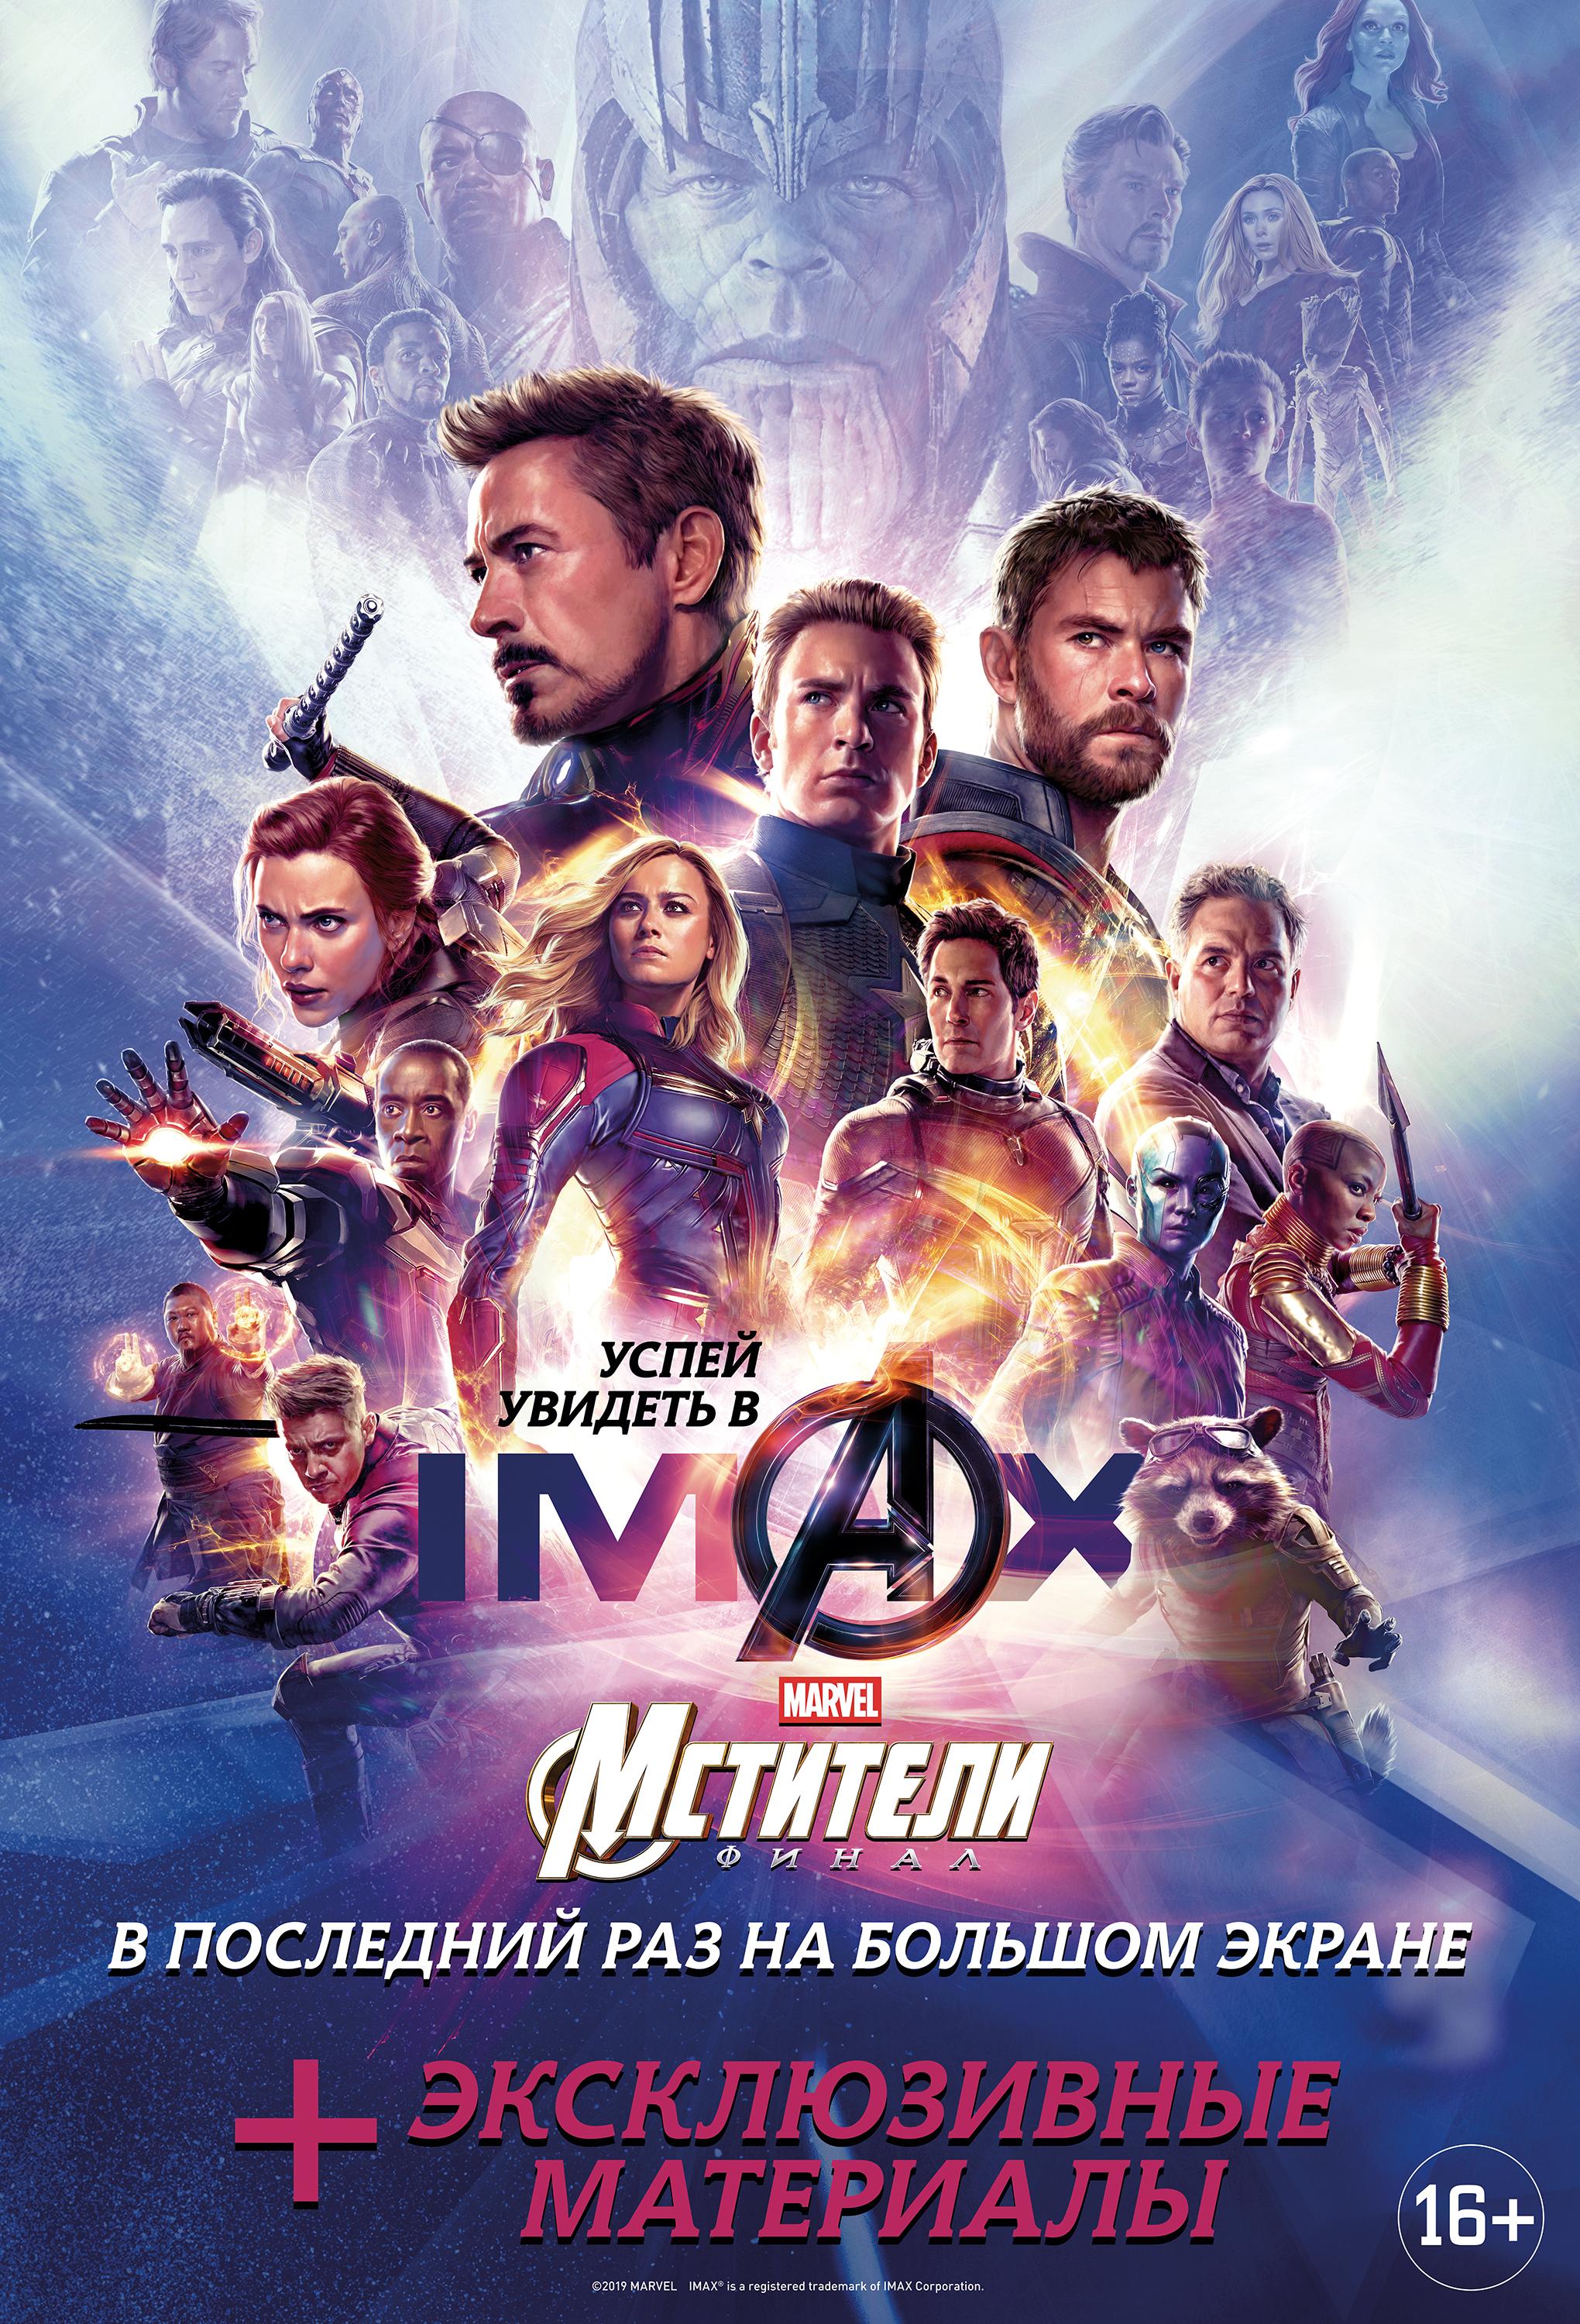 УСПЕЙ
УВИДЕТЬ В
IMAX
MARVEL
МСТИТЕЛИ
ФИНАЛ
В ПОСЛЕДНИЙ РАЗ НА БОЛЬШОМ ЭКРАНЕ
+ ЭКСКЛЮЗИВНЫЕ
МАТЕРИАЛЫ
16+
©2019 MARVEL IMAX® is a registered trademark of IMAX Corporation.